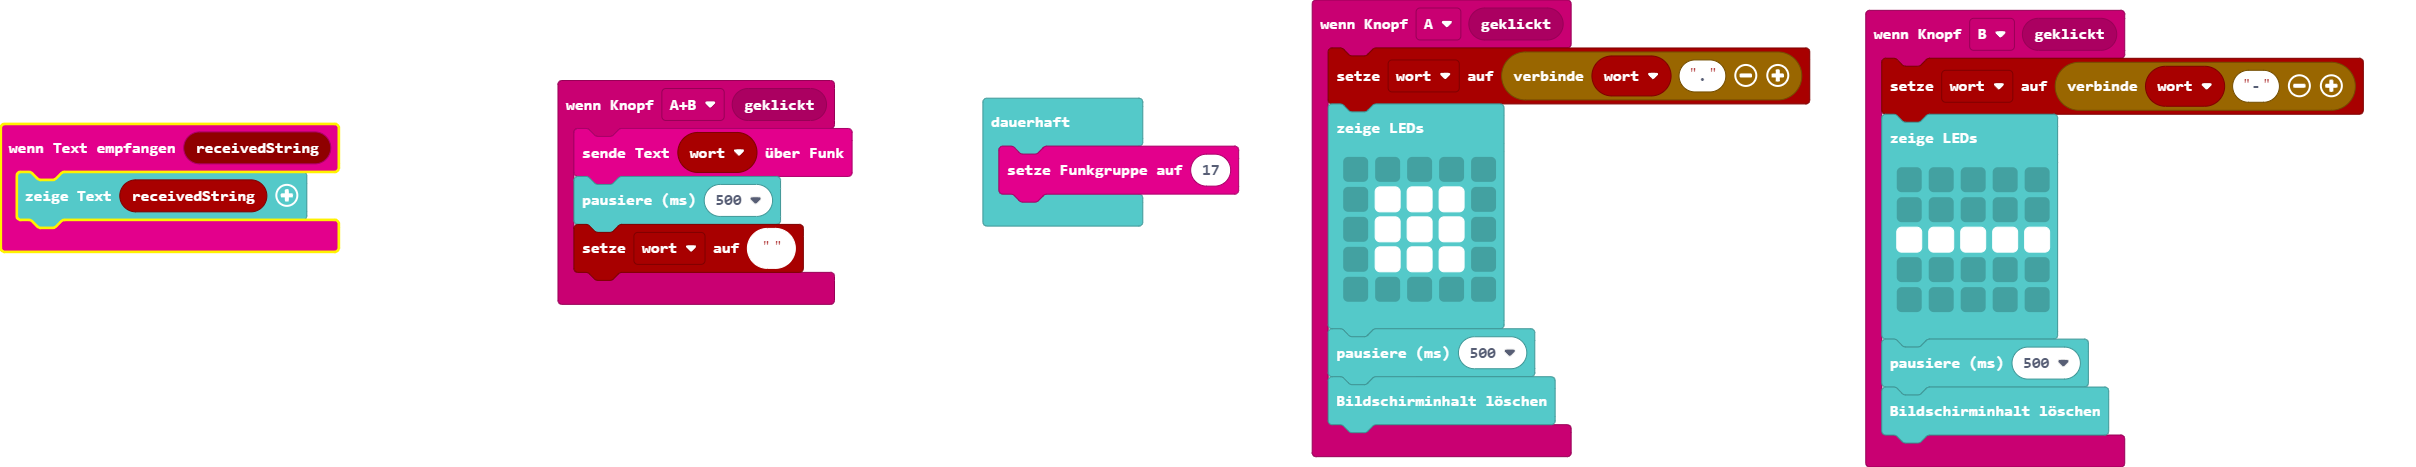 wenn Text empfangen receivedString
zeige Text receivedString
wenn Knopf A+B geklickt
sende Text wort über Funk
pausiere (ms) 500
setze wort auf " "
dauerhaft
setze Funkgruppe auf 17
wenn Knopf A geklickt
setze wort auf verbinde wort "."
zeige LEDs
pausiere (ms) 500
Bildschirminhalt löschen
wenn Knopf B geklickt
setze wort auf verbinde wort "-"
zeige LEDs
pausiere (ms) 500
Bildschirminhalt löschen